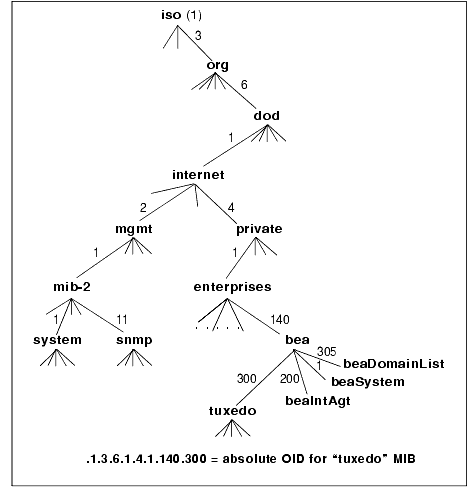 iso (1)
3
org
6
dod
1
internet
2
4
mgmt
private
1
1
mib-2
enterprises
1
11
140
system
snmp
bea
305
beaDomainList
1
beaSystem
300
200
beaIntAgt
tuxedo
.1.3.6.1.4.1.140.300 = absolute OID for “tuxedo” MIB